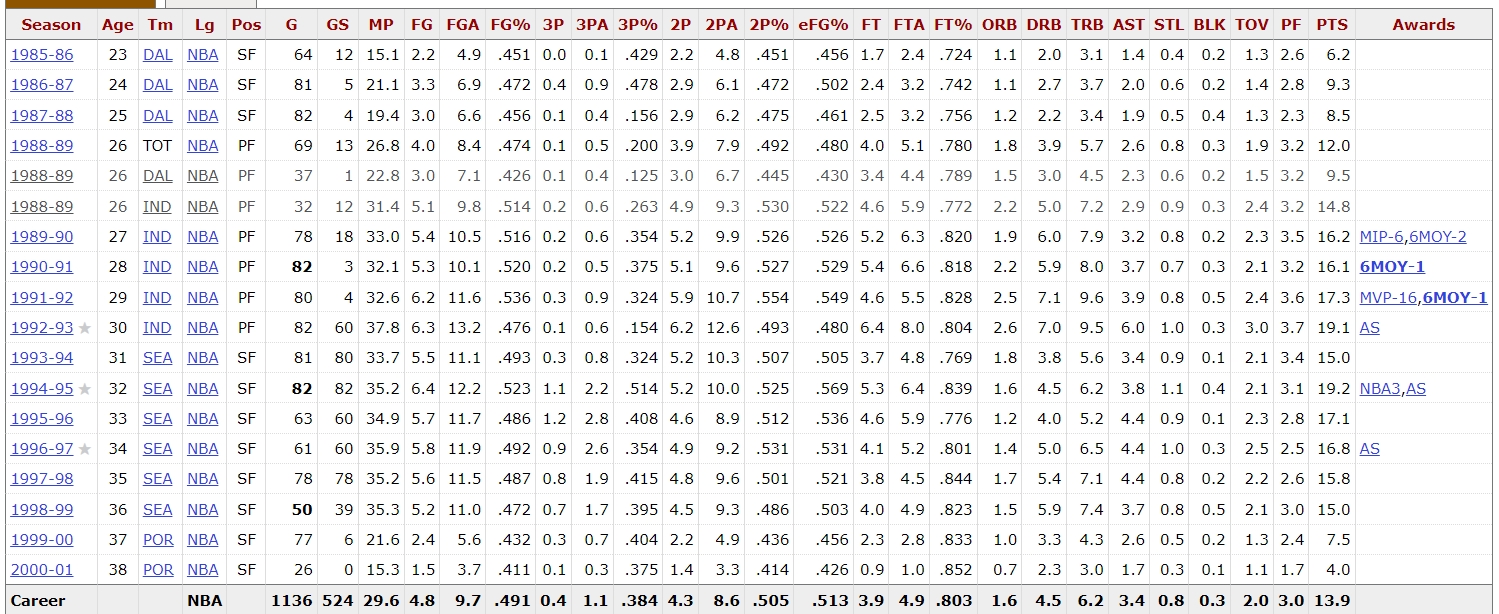 Season Age Tm Lg Pos G GS MP FG FGA FG% 3P 3PA 3P% 2P 2PA 2P% eFG% FT FTA FT% ORB DRB TRB AST STL BLK TOV PF PTS Awards
1985-86 23 DAL NBA SF 64 12 15.1 2.2 4.9 .451 0.0 0.1 .429 2.2 4.8 .451 .456 1.7 2.4 .724 1.1 2.0 3.1 1.4 0.4 0.2 1.3 2.6 6.2
1986-87 24 DAL NBA SF 81 5 21.1 3.3 6.9 .472 0.4 0.9 .478 2.9 6.1 .472 .502 2.4 3.2 .742 1.1 2.7 3.7 2.0 0.6 0.2 1.4 2.8 9.3
1987-88 25 DAL NBA SF 82 4 19.4 3.0 6.6 .456 0.1 0.4 .156 2.9 6.2 .475 .461 2.5 3.2 .756 1.2 2.2 3.4 1.9 0.5 0.4 1.3 2.3 8.5
1988-89 26 TOT NBA PF 69 13 26.8 4.0 8.4 .474 0.1 0.5 .200 3.9 7.9 .492 .480 4.0 5.1 .780 1.8 3.9 5.7 2.6 0.8 0.3 1.9 3.2 12.0
1988-89 26 DAL NBA PF 37 1 22.8 3.0 7.1 .426 0.1 0.4 .125 3.0 6.7 .445 .430 3.4 4.4 .789 1.5 3.0 4.5 2.3 0.6 0.2 1.5 3.2 9.5
1988-89 26 IND NBA PF 32 12 31.4 5.1 9.8 .514 0.2 0.6 .263 4.9 9.3 .530 .522 4.6 5.9 .772 2.2 5.0 7.2 2.9 0.9 0.3 2.4 3.2 14.8
1989-90 27 IND NBA PF 78 18 33.0 5.4 10.5 .516 0.2 0.6 .354 5.2 9.9 .526 .526 5.2 6.3 .820 1.9 6.0 7.9 3.2 0.8 0.2 2.3 3.5 16.2 MIP-6,6MOY-2
1990-91 28 IND NBA PF 82 3 32.1 5.3 10.1 .520 0.2 0.5 .375 5.1 9.6 .527 .529 5.4 6.6 .818 2.2 5.9 8.0 3.7 0.7 0.3 2.1 3.2 16.1 6MOY-1
1991-92 29 IND NBA PF 80 4 32.6 6.2 11.6 .536 0.3 0.9 .324 5.9 10.7 .554 .549 4.6 5.5 .828 2.5 7.1 9.6 3.9 0.8 0.5 2.4 3.6 17.3 MVP-16,6MOY-1
1992-93 ★ 30 IND NBA PF 82 60 37.8 6.3 13.2 .476 0.1 0.6 .154 6.2 12.6 .493 .480 6.4 8.0 .804 2.6 7.0 9.5 6.0 1.0 0.3 3.0 3.7 19.1 AS
1993-94 31 SEA NBA SF 81 80 33.7 5.5 11.1 .493 0.3 0.8 .324 5.2 10.3 .507 .505 3.7 4.8 .769 1.8 3.8 5.6 3.4 0.9 0.1 2.1 3.4 15.0
1994-95 ★ 32 SEA NBA SF 82 82 35.2 6.4 12.2 .523 1.1 2.2 .514 5.2 10.0 .525 .569 5.3 6.4 .839 1.6 4.5 6.2 3.8 1.1 0.4 2.1 3.1 19.2 NBA3,AS
1995-96 33 SEA NBA SF 63 60 34.9 5.7 11.7 .486 1.2 2.8 .408 4.6 8.9 .512 .536 4.6 5.9 .776 1.2 4.0 5.2 4.4 0.9 0.1 2.3 2.8 17.1
1996-97 ★ 34 SEA NBA SF 61 60 35.9 5.8 11.9 .492 0.9 2.6 .354 4.9 9.2 .531 .531 4.1 5.2 .801 1.4 5.0 6.5 4.4 1.0 0.3 2.5 2.5 16.8 AS
1997-98 35 SEA NBA SF 78 78 35.2 5.6 11.5 .487 0.8 1.9 .415 4.8 9.6 .501 .521 3.8 4.5 .844 1.7 5.4 7.1 4.4 0.8 0.2 2.2 2.6 15.8
1998-99 36 SEA NBA SF 50 39 35.3 5.2 11.0 .472 0.7 1.7 .395 4.5 9.3 .486 .503 4.0 4.9 .823 1.5 5.9 7.4 3.7 0.8 0.5 2.1 3.0 15.0
1999-00 37 POR NBA SF 77 6 21.6 2.4 5.6 .432 0.3 0.7 .404 2.2 4.9 .436 .456 2.3 2.8 .833 1.0 3.3 4.3 2.6 0.5 0.2 1.3 2.4 7.5
2000-01 38 POR NBA SF 26 0 15.3 1.5 3.7 .411 0.1 0.3 .375 1.4 3.3 .414 .426 0.9 1.0 .852 0.7 2.3 3.0 1.7 0.3 0.1 1.1 1.7 4.0
Career NBA 1136 524 29.6 4.8 9.7 .491 0.4 1.1 .384 4.3 8.6 .505 .513 3.9 4.9 .803 1.6 4.5 6.2 3.4 0.8 0.3 2.0 3.0 13.9